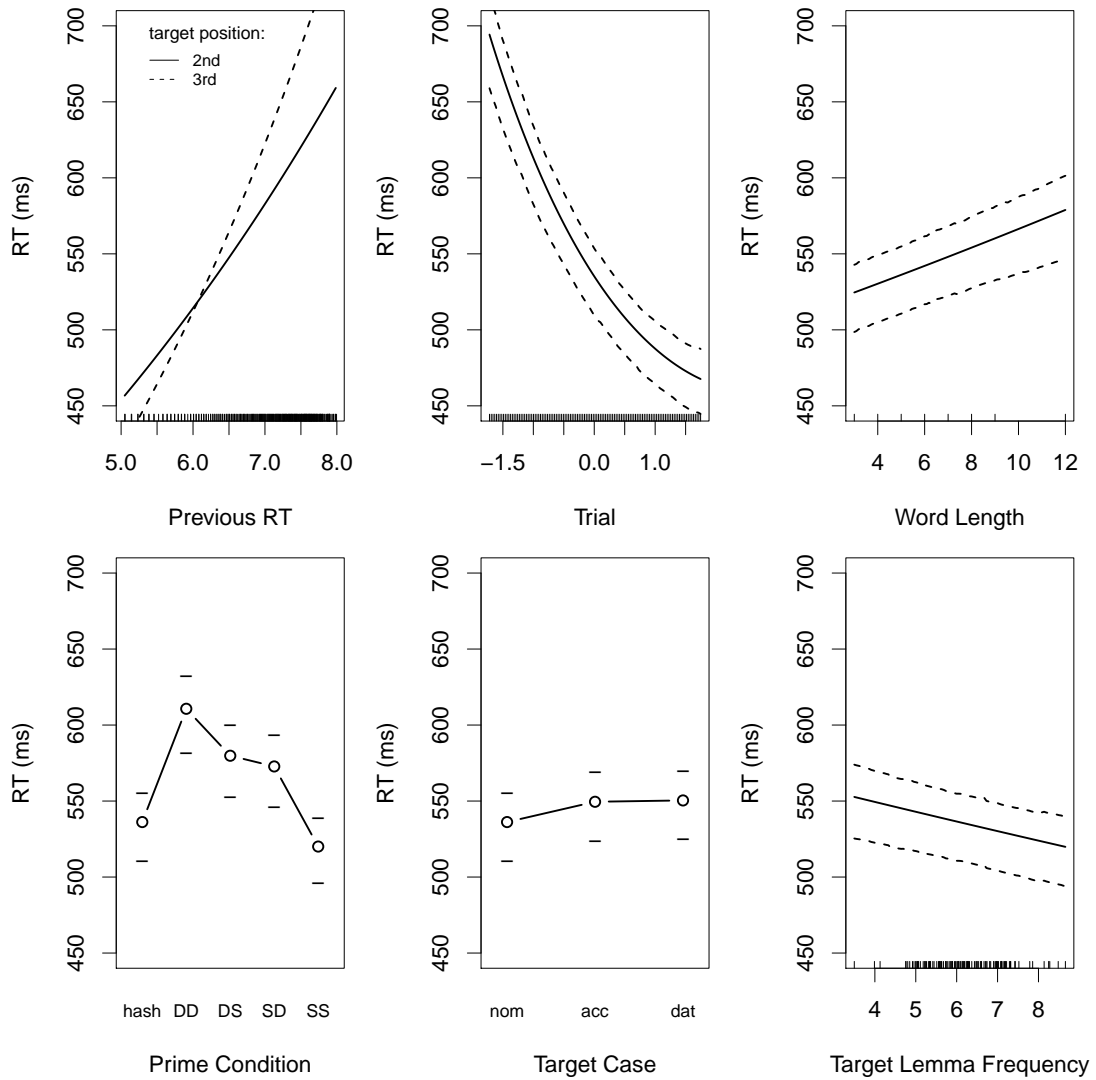 target position:
2nd
3rd
RT (ms)
450 500 550 600 650 700
5.0 6.0 7.0 8.0
Previous RT
RT (ms)
450 500 550 600 650 700
−1.5 0.0 1.0
Trial
RT (ms)
450 500 550 600 650 700
4 6 8 10 12
Word Length
RT (ms)
450 500 550 600 650 700
hash DD DS SD SS
Prime Condition
RT (ms)
450 500 550 600 650 700
nom acc dat
Target Case
RT (ms)
450 500 550 600 650 700
4 5 6 7 8
Target Lemma Frequency